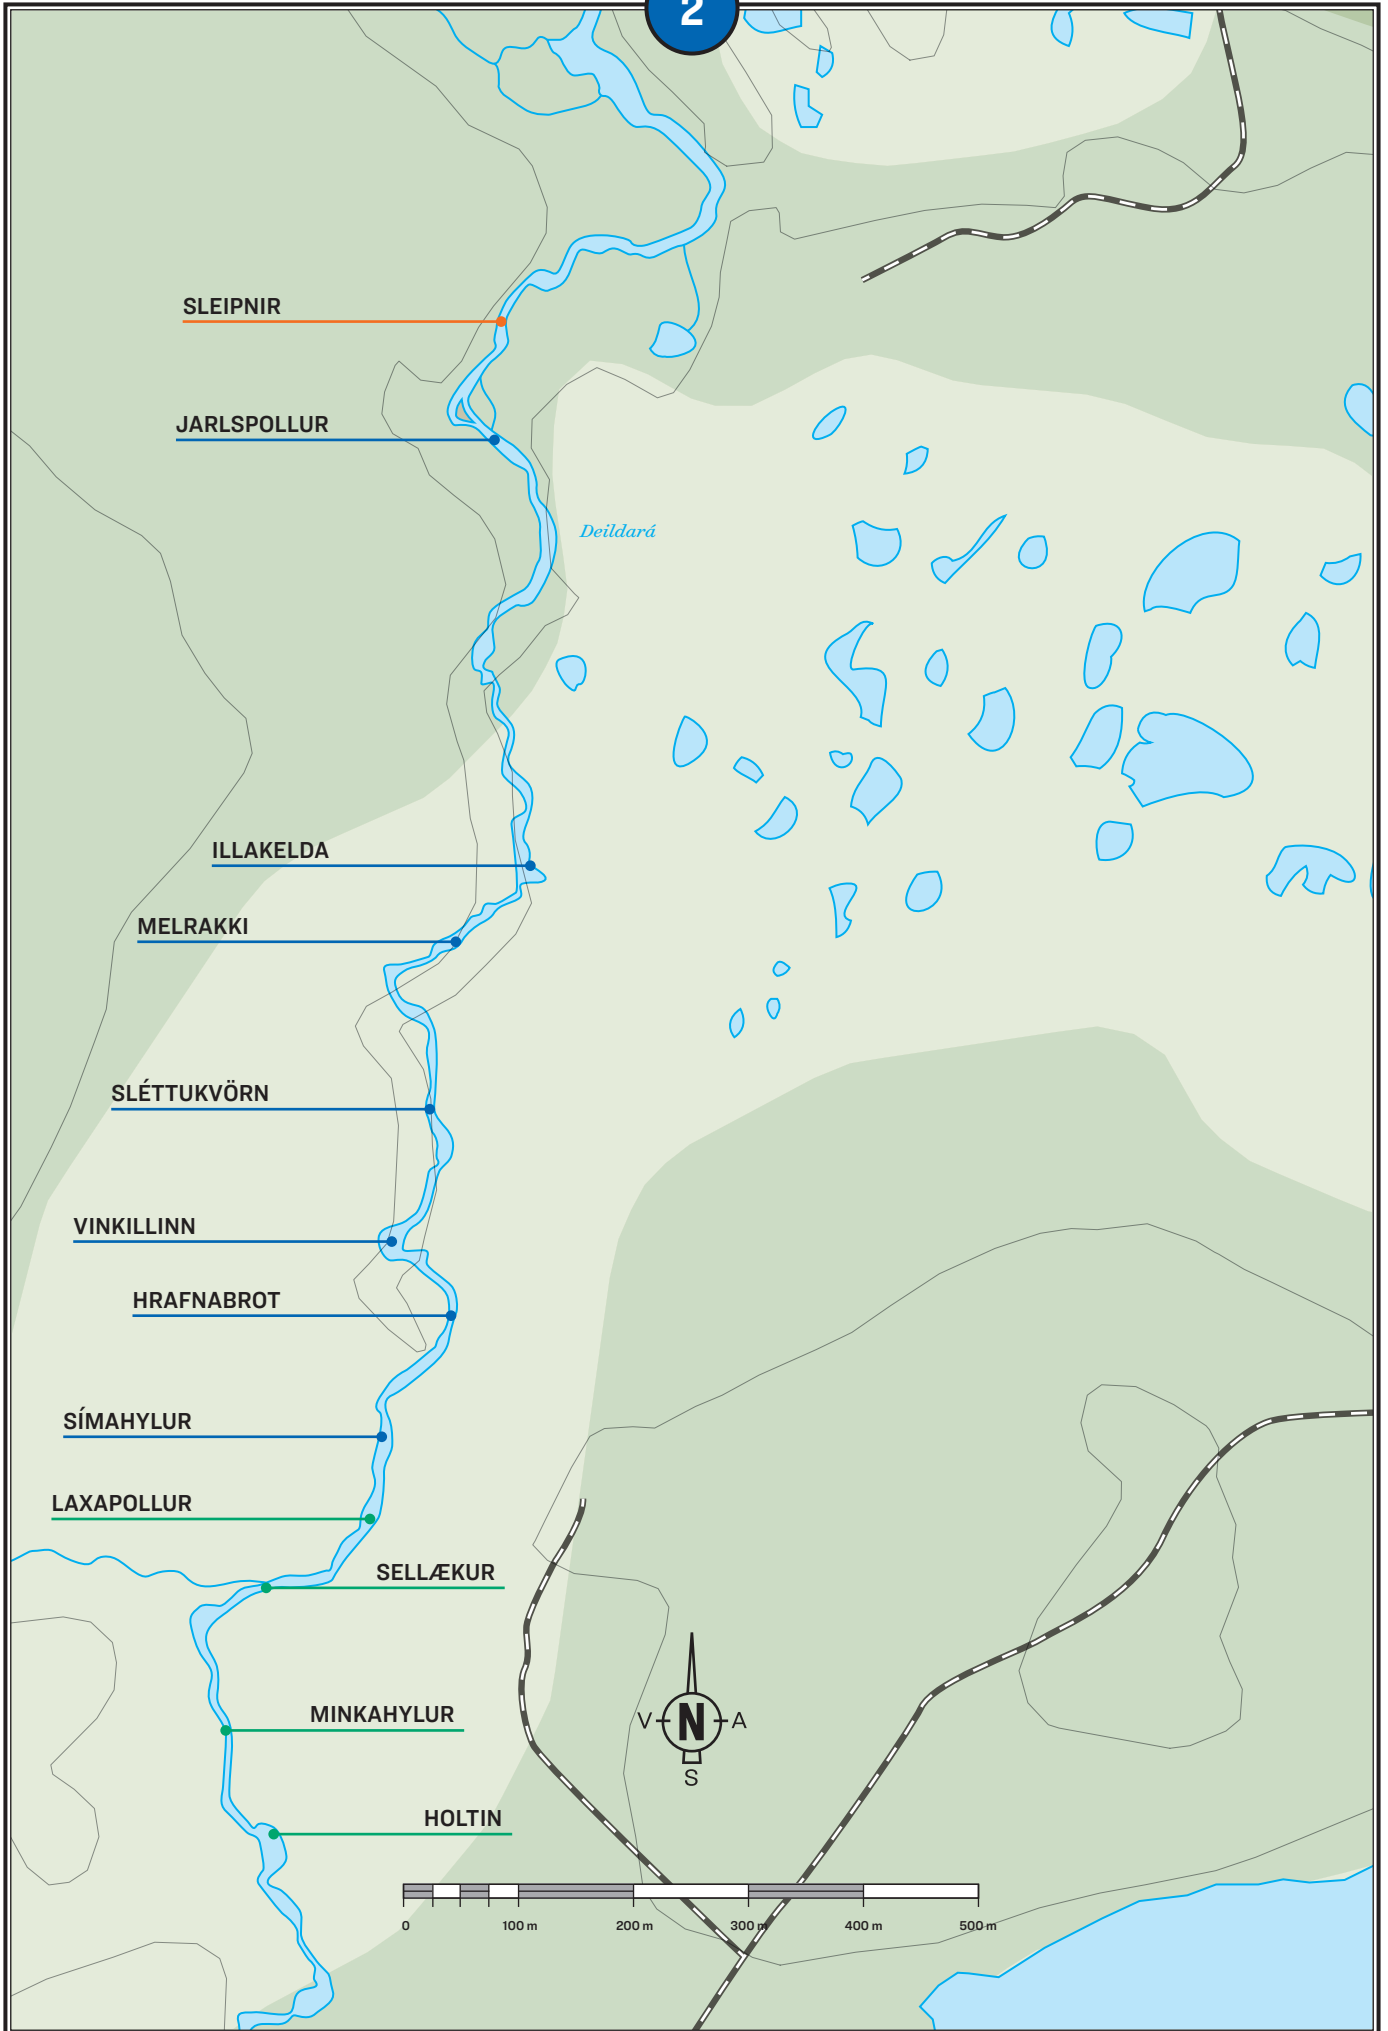 2
SLEIPNIR
JARLSPOLLUR
Deildará
ILLAKELDA
MELRAKKI
SLÉTTUKVÖRN
VINKILLINN
HRAFNABROT
SÍMAHYLUR
LAXAPOLLUR
SELLÆKUR
MINKAHYLUR
V N A
S
HOLTIN
0 100 m 200 m 300 m 400 m 500 m